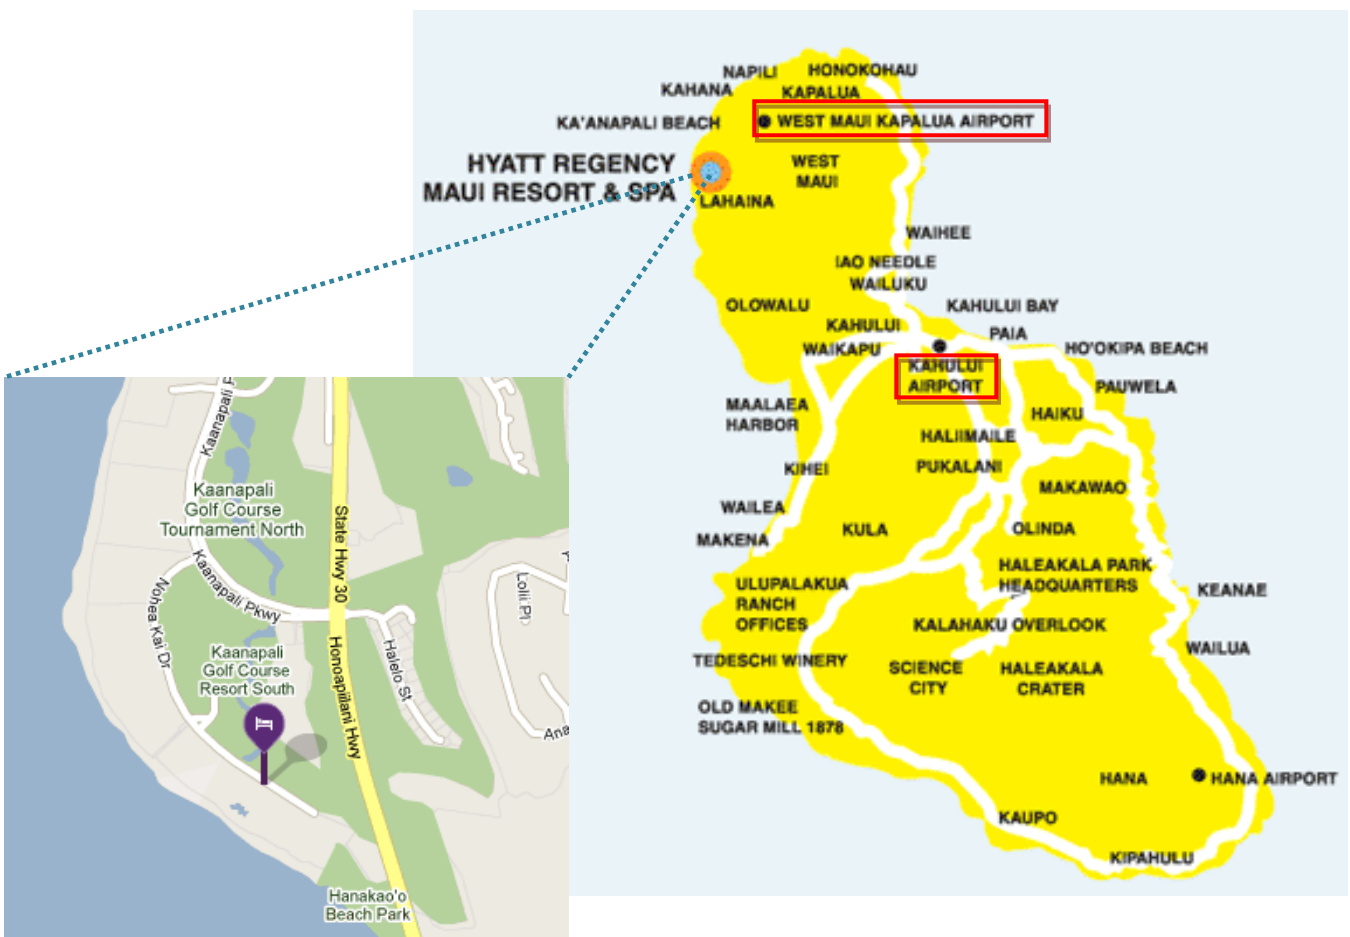 NAPILI
HONOKOHAU
KAHANA
KAPALUA
KA'ANAPALI BEACH
WEST MAUI KAPALUA AIRPORT
HYATT REGENCY
MAUI RESORT & SPA
WEST
MAUI
LAHAINA
WAIHEE
IAO NEEDLE
WAILUKU
OLOWALU
KAHULUI BAY
KAHULUI
PAIA
WAIKAPU
HO'OKIPA BEACH
KAHULUI
AIRPORT
PAUWELA
MAALAEA
HARBOR
HAIKU
HALIIMAILE
KIHEI
PUKALANI
MAKAWAO
WAILEA
KULA
OLINDA
MAKENA
HALEAKALA PARK
HEADQUARTERS
ULUPALAKUA
RANCH
OFFICES
KEANAE
KALAHAKU OVERLOOK
WAILUA
TEDESCHI WINERY
SCIENCE
CITY
HALEAKALA
CRATER
OLD MAKEE
SUGAR MILL 1878
HANA
HANA AIRPORT
KAUPO
KIPAHULU
Kaanapali P
Kaanapali
Golf Course
Tournament North
State Hwy 30
Kaanapali Pkwy
Nohea Kai Dr
Lolii Pl
Kaanapali
Golf Course
Resort South
Honoapiilani Hwy
Halelo St
Ana
Hanakao'o
Beach Park